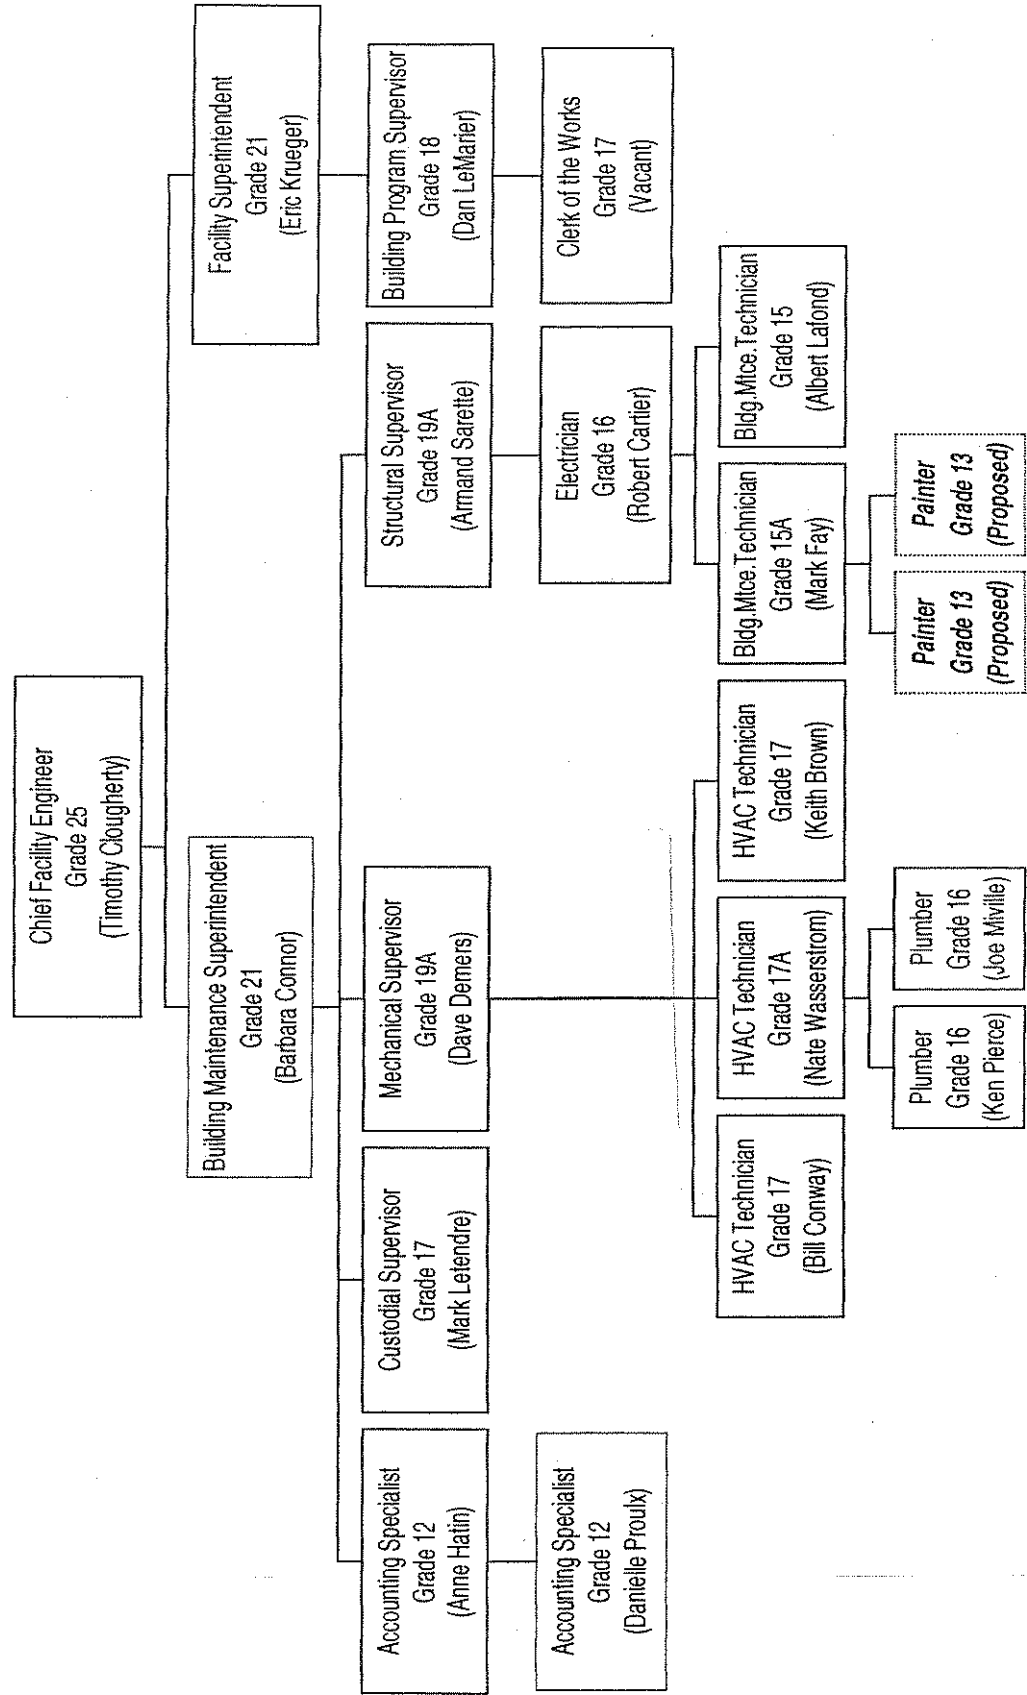 Chief Facility Engineer
Grade 25
(Timothy Clougherty)
Building Maintenance Superintendent
Grade 21
(Barbara Connor)
Facility Superintendent
Grade 21
(Eric Krueger)
Accounting Specialist
Grade 12
(Anne Hatin)
Custodial Supervisor
Grade 17
(Mark Letendre)
Mechanical Supervisor
Grade 19A
(Dave Demers)
Structural Supervisor
Grade 19A
(Armand Sarette)
Building Program Supervisor
Grade 18
(Dan LeMarier)
Accounting Specialist
Grade 12
(Danielle Proulx)
Electrician
Grade 16
(Robert Cartier)
Clerk of the Works
Grade 17
(Vacant)
HVAC Technician
Grade 17
(Bill Conway)
HVAC Technician
Grade 17A
(Nate Wasserstrom)
HVAC Technician
Grade 17
(Keith Brown)
Bldg.Mtce.Technician
Grade 15A
(Mark Fay)
Bldg.Mtce.Technician
Grade 15
(Albert Lafond)
Plumber
Grade 16
(Ken Pierce)
Plumber
Grade 16
(Joe Miville)
Painter
Grade 13
(Proposed)
Painter
Grade 13
(Proposed)